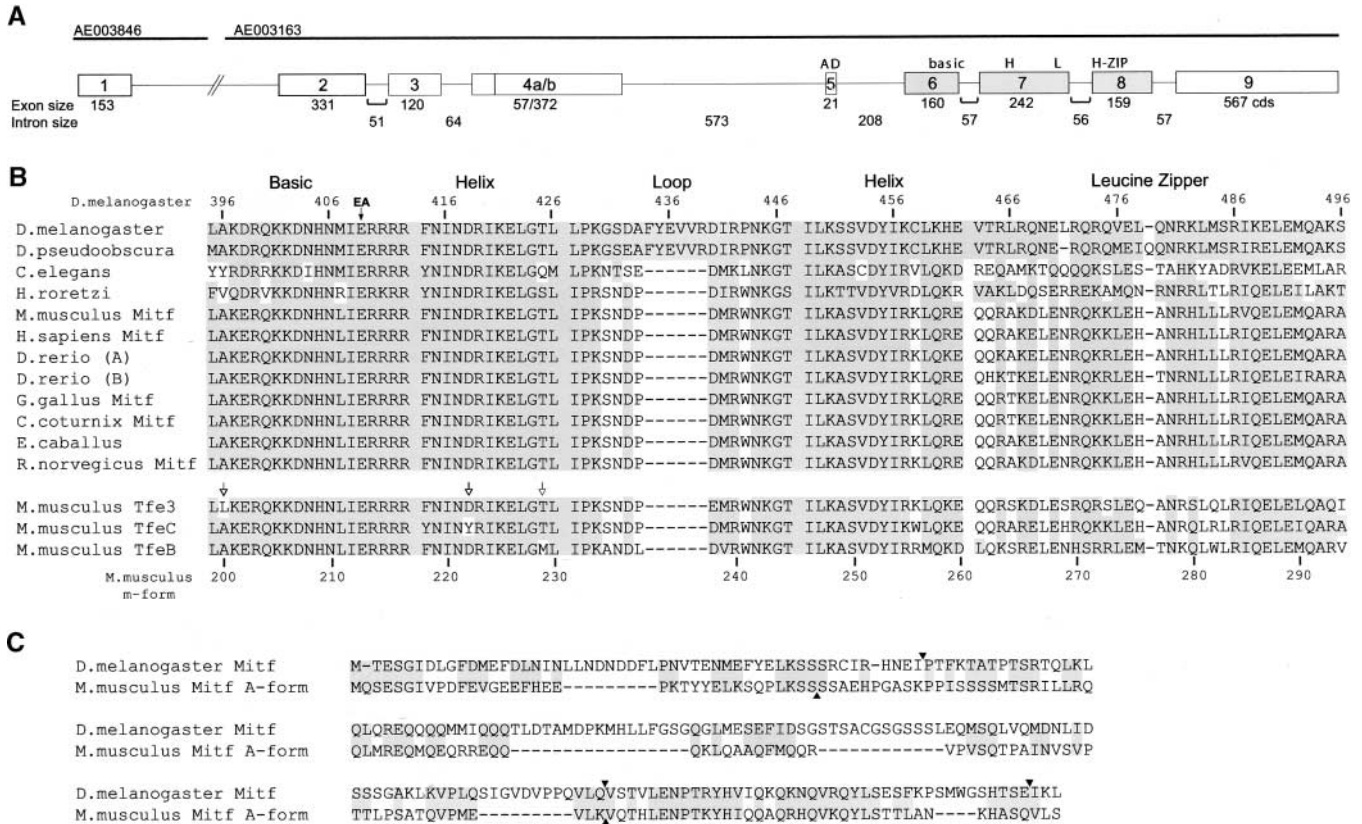 A
AE003846 AE003163
AD basic H L H-ZIP
1 2 3 4a/b 5 6 7 8 9
Exon size 153 331 120 57/372 21 160 242 159 567 cds
Intron size 51 64 573 208 57 56 57
B
Basic Helix Loop Helix Leucine Zipper
D.melanogaster 396 406 EA 416 426 436 446 456 466 476 486 496
D.melanogaster LAKDRQKKDNHNMIERRRR FNINDRIKELGTL LPKGSDAFYEVVRDIRPNKGT ILKSSVDYIKCLKHE VTRLRQNELRQRQVEL-QNRKLMSRIKELEMQAKS
D.pseudoobscura MAKDRQKKDNHNMIERRRR FNINDRIKELGTL LPKGSEAFYEVVRDIRPNKGT ILKSSVDYIKCLKHE VTRLRQNE-RQRQMEIQQNRKLMSRIKELEMQAKS
C.elegans YYRDRRKKDIHNMIERRRR YNINDRIKELGQM LPKNTSE------DMKLNKGT ILKASCDYIRVLQKD REQAMKTQQQQKSLES-TAHKYADRVKELEEMLAR
H.roretzi FVQDRVKKDNHNRIERKRR YNINDRIKELGSL IPRSNDP------DIRWNKGS ILKTTVDYVRDLQKR VAKLDQSERREKAMQN-RNRRLTLRIQELEILAKT
M.musculus Mitf LAKERQKKDNHNLIERRRR FNINDRIKELGTL IPKSNDP------DMRWNKGT ILKASVDYIRKLQRE QQRAKDLENRQKKLEH-ANRHLLLRVQELEMQARA
H.sapiens Mitf LAKERQKKDNHNLIERRRR FNINDRIKELGTL IPKSNDP------DMRWNKGT ILKASVDYIRKLQRE QQRAKELENRQKKLEH-ANRHLLLRIQELEMQARA
D.rerio (A) LAKERQKKDNHNLIERRRR FNINDRIKELGTL IPKSNDP------DMRWNKGT ILKASVDYIRKLQRE QQKAKELENRQKKLEH-ANRHLLLRIQELEMQARA
D.rerio (B) LAKERQKKDNHNLIERRRR FNINDRIKELGTL IPKSNDP------DMRWNKGT ILKASVDYIRKLQRE QHKTKELENRQKRLEH-TNRNLLLRIQELEIRARA
G.gallus Mitf LAKERQKKDNHNLIERRRR FNINDRIKELGTL IPKSNDP------DMRWNKGT ILKASVDYIRKLQRE QQRTKELENRQKKLEH-ANRHLLLRIQELEMQARA
C.coturnix Mitf LAKERQKKDNHNLIERRRR FNINDRIKELGTL IPKSNDP------DMRWNKGT ILKASVDYIRKLQRE QQRTKELENRQKKLEH-ANRHLLLRIQELEMQARA
E.caballus LAKERQKKDNHNLIERRRR FNINDRIKELGTL IPKSNDP------DMRWNKGT ILKASVDYIRKLQRE QQRAKELENRQKKLEH-ANRHLLLRIQELEMQARA
R.norvegicus Mitf LAKERQKKDNHNLIERRRR FNINDRIKELGTL IPKSNDP------DMRWNKGT ILKASVDYIRKLQRE QQRAKDLENRQKKLEH-ANRHLLLRVQELEMQARA
M.musculus Tfe3 LLKERQKKDNHNLIERRRR FNINDRIKELGTL IPKSNDP------EMRWNKGT ILKASVDYIRKLQKE QQRSKDLESRQRSLEQ-ANRSLQLRIQELELQAQI
M.musculus TfeC LAKERQKKDNHNLIERRRR YNINYRIKELGTL IPKSNDP------DMRWNKGT ILKASVDYIKWLQKE QQRARELEHRQKKLEH-ANRQLRLRIQELEIQARA
M.musculus TfeB LAKERQKKDNHNLIERRRR FNINDRIKELGML IPKANDL------DVRWNKGT ILKASVDYIRRMQKD LQKSRELENHSRRLEM-TNKQLWLRIQELEMQARV
M.musculus 200 210 220 230 240 250 260 270 280 290
m-form
C
D.melanogaster Mitf M-TESGIDLGFDMEFDLNINLLNDNDDFLPNVTENMEFYELKSSSRCIR-HNEIPTFKTATPTSRTQLKL
M.musculus Mitf A-form MQSESGIVPDFEVGEEFHEE---------PKTYYELKSQPLKSSSSAEHPGASKPPISSSSMTSRILLRQ
D.melanogaster Mitf QLQREQQQQMMIQQQTLDTAMDPKMHLLFGSGQGLMESEFIDSGSTSACGSGSSSLEQMSQLVQMDNLID
M.musculus Mitf A-form QLMREQMQEQRREQQ-----------------QKLQAAQFMQQR------------VPVSQTPAINVSVP
D.melanogaster Mitf SSSGAKLKVPLQSIGVDVPPQVLQVSTVLENPTRYHVIQKQKNQVRQYLSESFKPSMWGSHTSEIKL
M.musculus Mitf A-form TTLPSATQVPME---------VLKVQTHLENPTKYHIQQAQRHQVKQYLSTTLAN----KHASQVLS